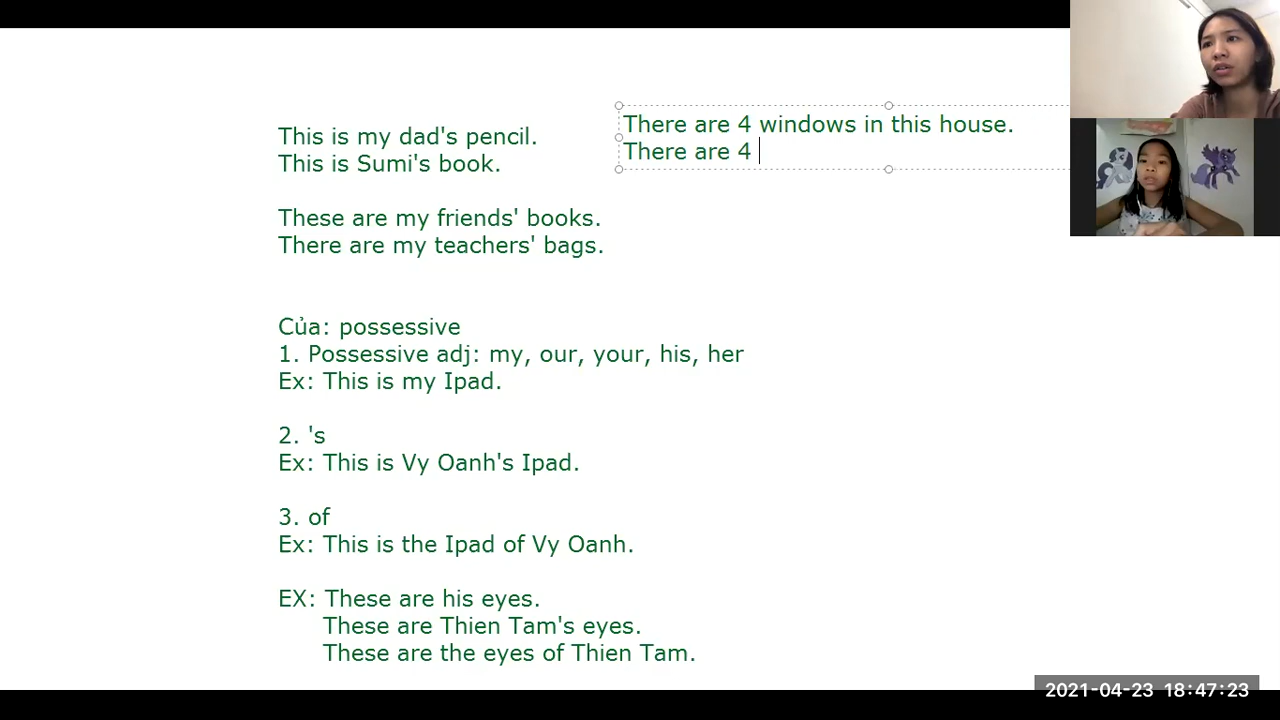 This is my dad's pencil.
This is Sumi's book.
These are my friends' books.
There are my teachers' bags.
There are 4 windows in this house.
There are 4
Của: possessive
1. Possessive adj: my, our, your, his, her
Ex: This is my Ipad.
2. 's
Ex: This is Vy Oanh's Ipad.
3. of
Ex: This is the Ipad of Vy Oanh.
EX: These are his eyes.
These are Thien Tam's eyes.
These are the eyes of Thien Tam.
2021-04-23 18:47:23